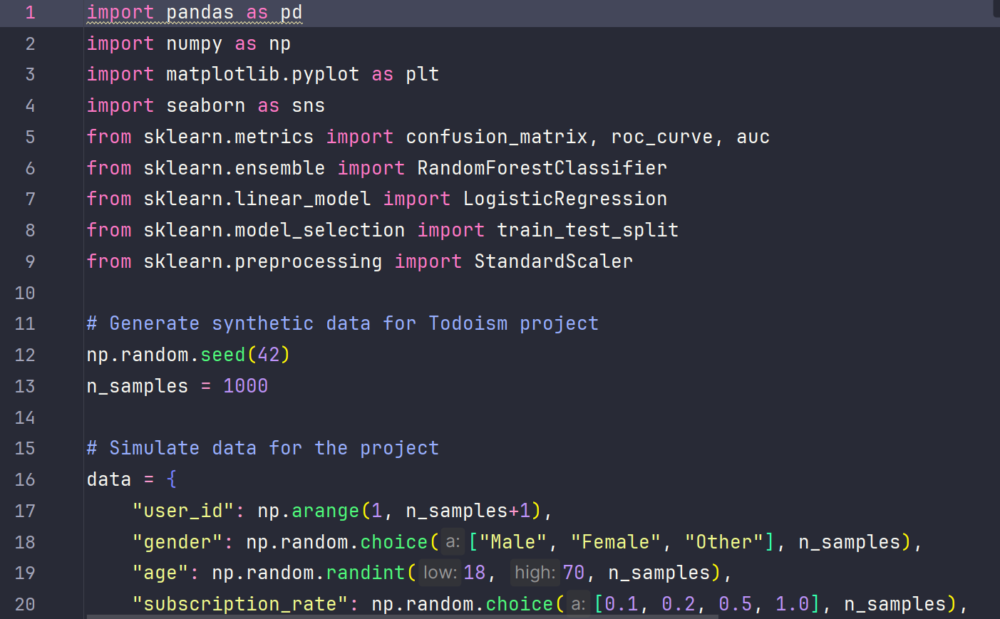 1 import pandas as pd
2 import numpy as np
3 import matplotlib.pyplot as plt
4 import seaborn as sns
5 from sklearn.metrics import confusion_matrix, roc_curve, auc
6 from sklearn.ensemble import RandomForestClassifier
7 from sklearn.linear_model import LogisticRegression
8 from sklearn.model_selection import train_test_split
9 from sklearn.preprocessing import StandardScaler
10
11 # Generate synthetic data for Todoism project
12 np.random.seed(42)
13 n_samples = 1000
14
15 # Simulate data for the project
16 data = {
17     "user_id": np.arange(1, n_samples+1),
18     "gender": np.random.choice( a: ["Male", "Female", "Other"], n_samples),
19     "age": np.random.randint( low: 18, high: 70, n_samples),
20     "subscription_rate": np.random.choice( a: [0.1, 0.2, 0.5, 1.0], n_samples),